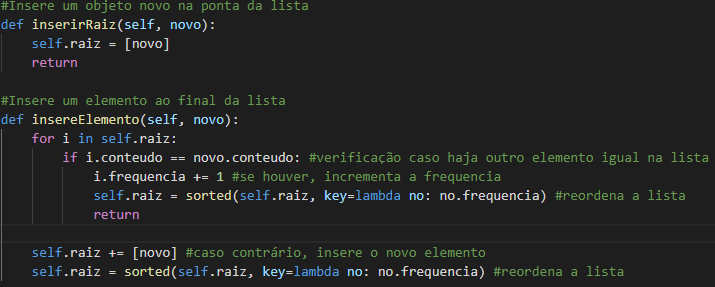 #Insere um objeto novo na ponta da lista
def inserirRaiz(self, novo):
    self.raiz = [novo]
    return
#Insere um elemento ao final da lista
def insereElemento(self, novo):
    for i in self.raiz:
        if i.conteudo == novo.conteudo: #verificação caso haja outro elemento igual na lista
            i.frequencia += 1 #se houver, incrementa a frequencia
            self.raiz = sorted(self.raiz, key=lambda no: no.frequencia) #reordena a lista
            return
    self.raiz += [novo] #caso contrário, insere o novo elemento
    self.raiz = sorted(self.raiz, key=lambda no: no.frequencia) #reordena a lista